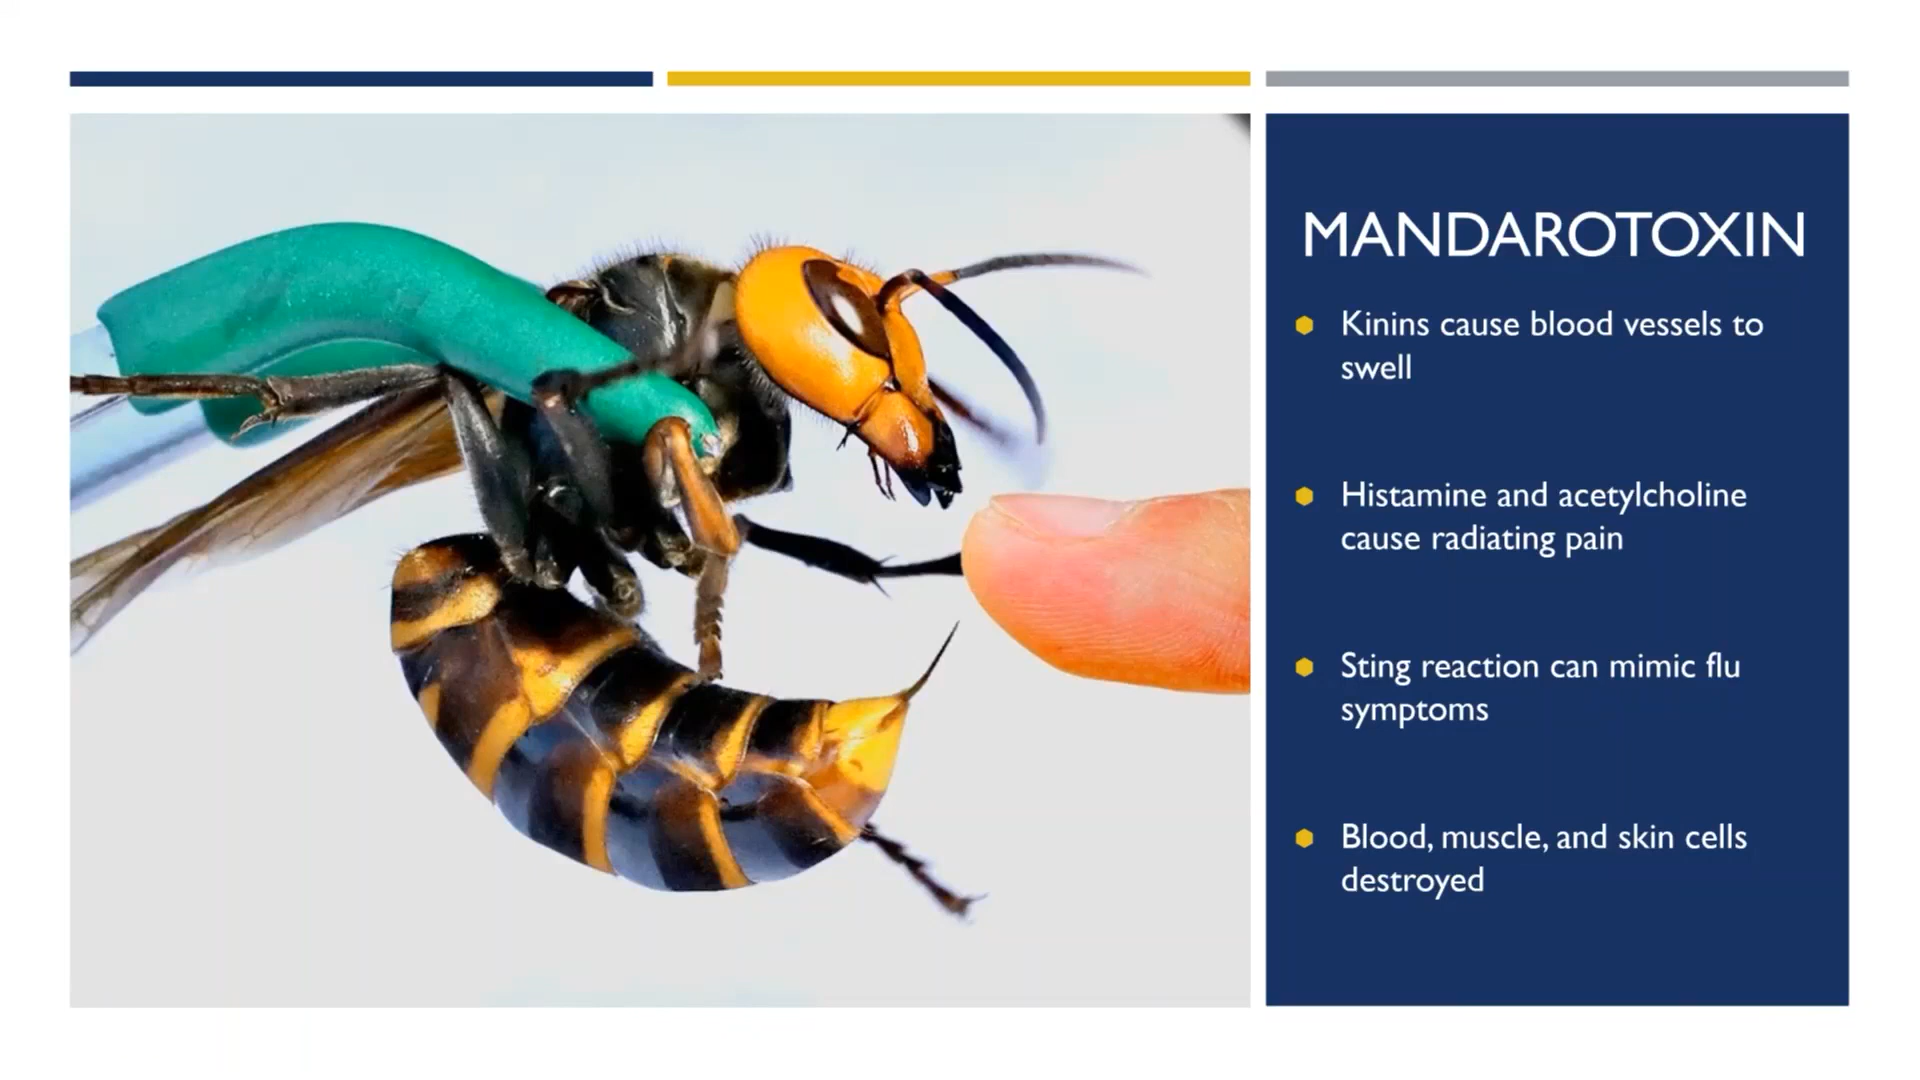 MANDAROTOXIN
Kinins cause blood vessels to
swell
Histamine and acetylcholine
cause radiating pain
Sting reaction can mimic flu
symptoms
Blood, muscle, and skin cells
destroyed